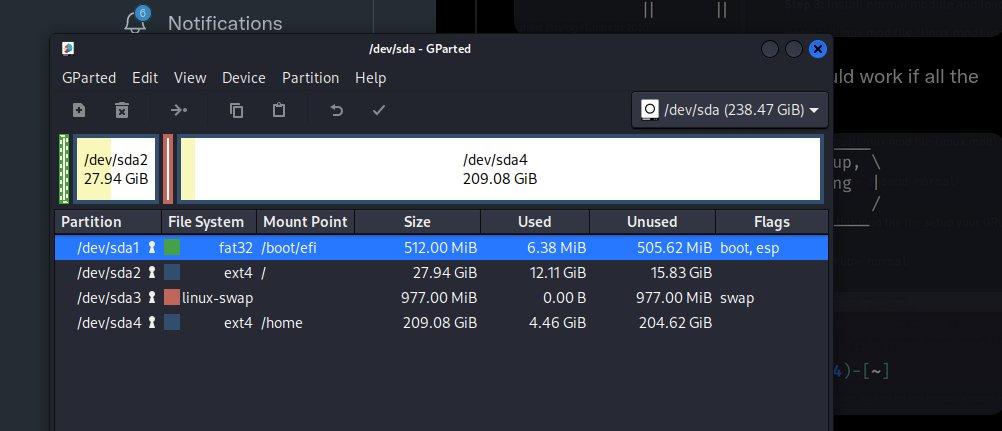 6
Notifications
/dev/sda - GParted
GParted Edit View Device Partition Help
/dev/sda (238.47 GiB)
/dev/sda2
27.94 GiB
/dev/sda4
209.08 GiB
Partition File System Mount Point Size Used Unused Flags
/dev/sda1 fat32 /boot/efi 512.00 MiB 6.38 MiB 505.62 MiB boot, esp
/dev/sda2 ext4 / 27.94 GiB 12.11 GiB 15.83 GiB
/dev/sda3 linux-swap 977.00 MiB 0.00 B 977.00 MiB swap
/dev/sda4 ext4 /home 209.08 GiB 4.46 GiB 204.62 GiB
work if all the
up, \
|
/
4)-[~]